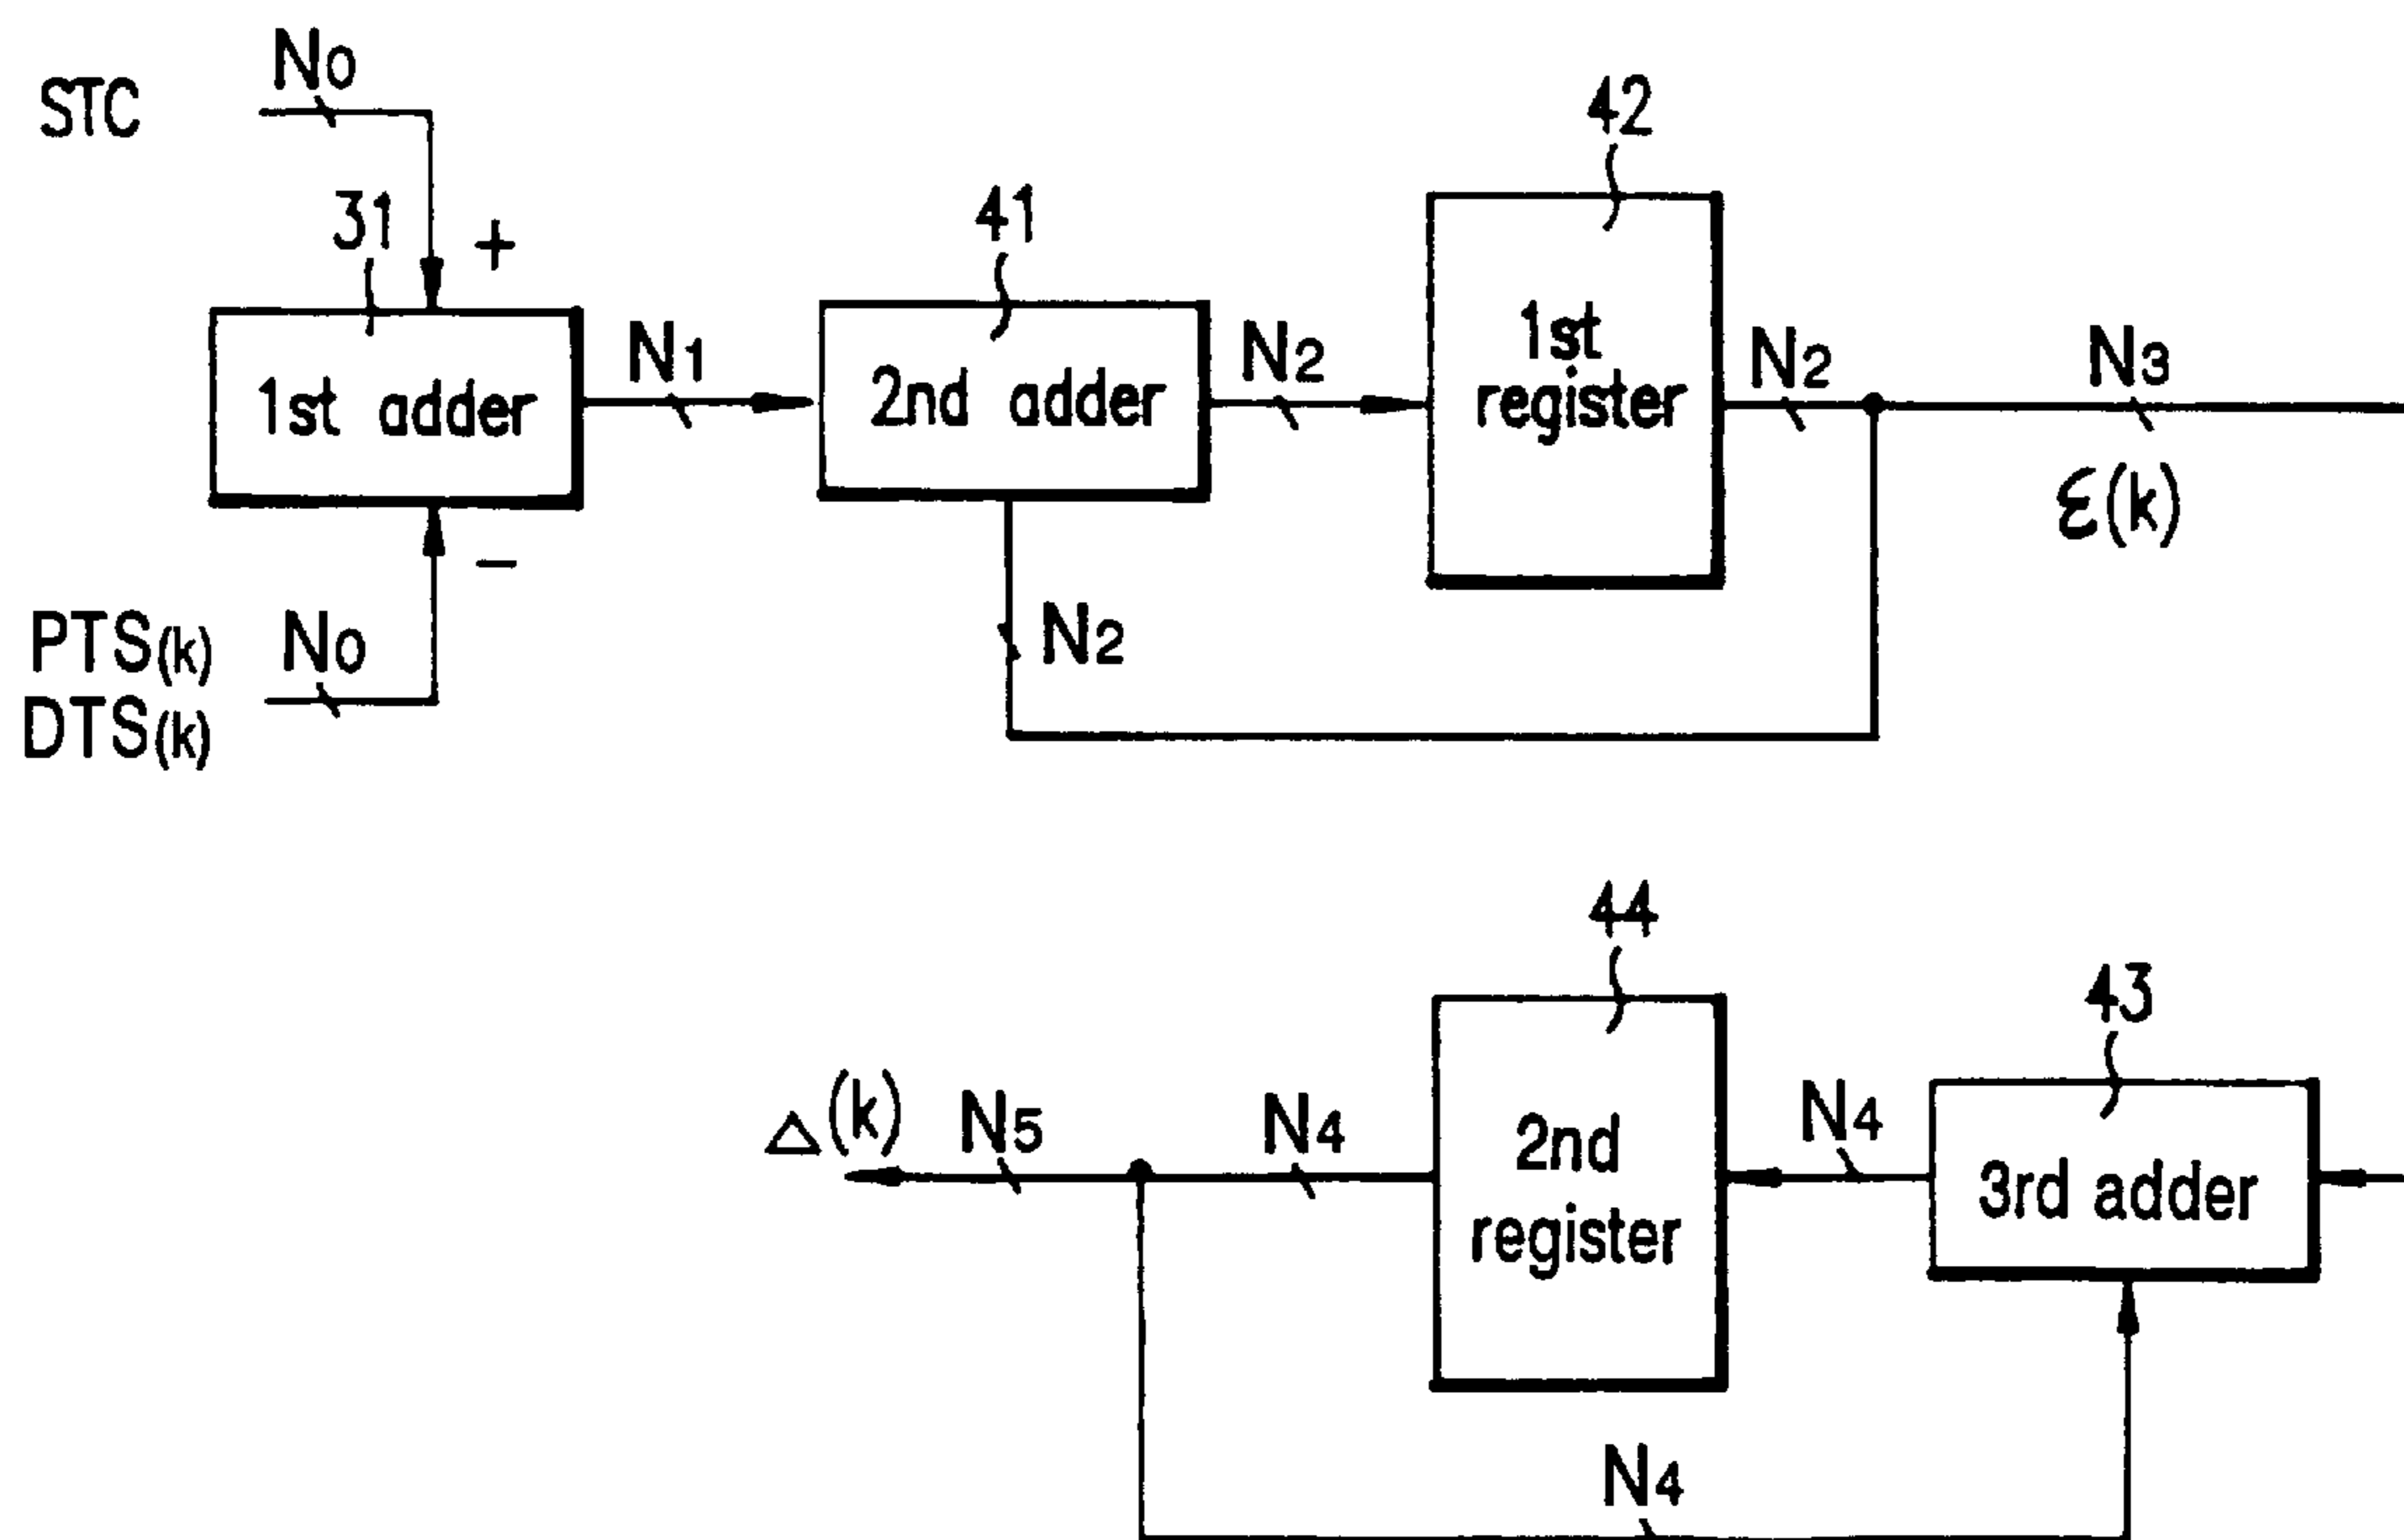 STC
N0
31
+
1st adder
−
PTS(k)
DTS(k)
N0
N1
41
2nd adder
N2
N2
42
1st
register
N2
N3
ε(k)
44
43
Δ(k)
N5
N4
2nd
register
N4
3rd adder
N4